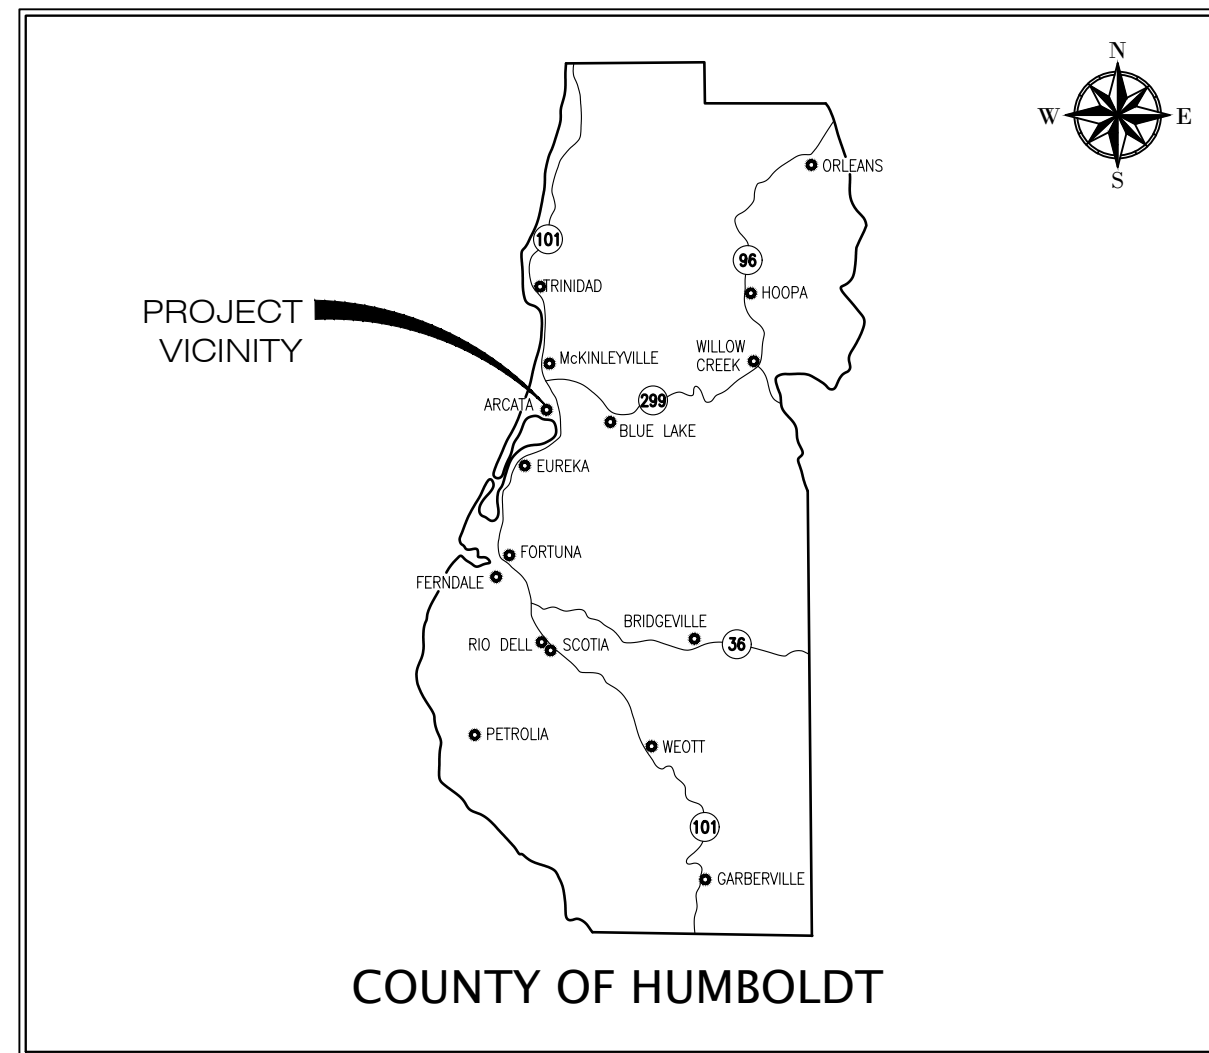 N
W E
S
ORLEANS
101
96
TRINIDAD
HOOPA
PROJECT
VICINITY
McKINLEYVILLE
WILLOW
CREEK
299
ARCATA
BLUE LAKE
EUREKA
FORTUNA
FERNDALE
BRIDGEVILLE
RIO DELL
SCOTIA
36
PETROLIA
WEOTT
101
GARBERVILLE
COUNTY OF HUMBOLDT